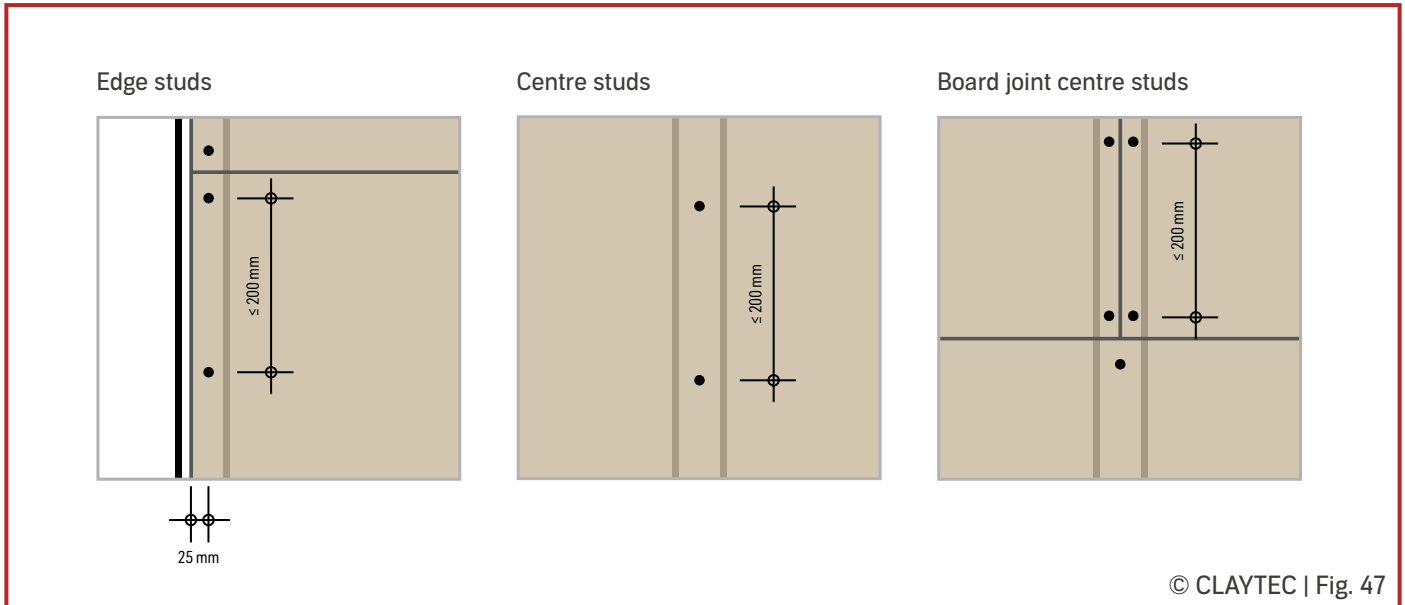 Edge studs
Centre studs
Board joint centre studs
≤ 200 mm
≤ 200 mm
≤ 200 mm
25 mm
© CLAYTEC | Fig. 47